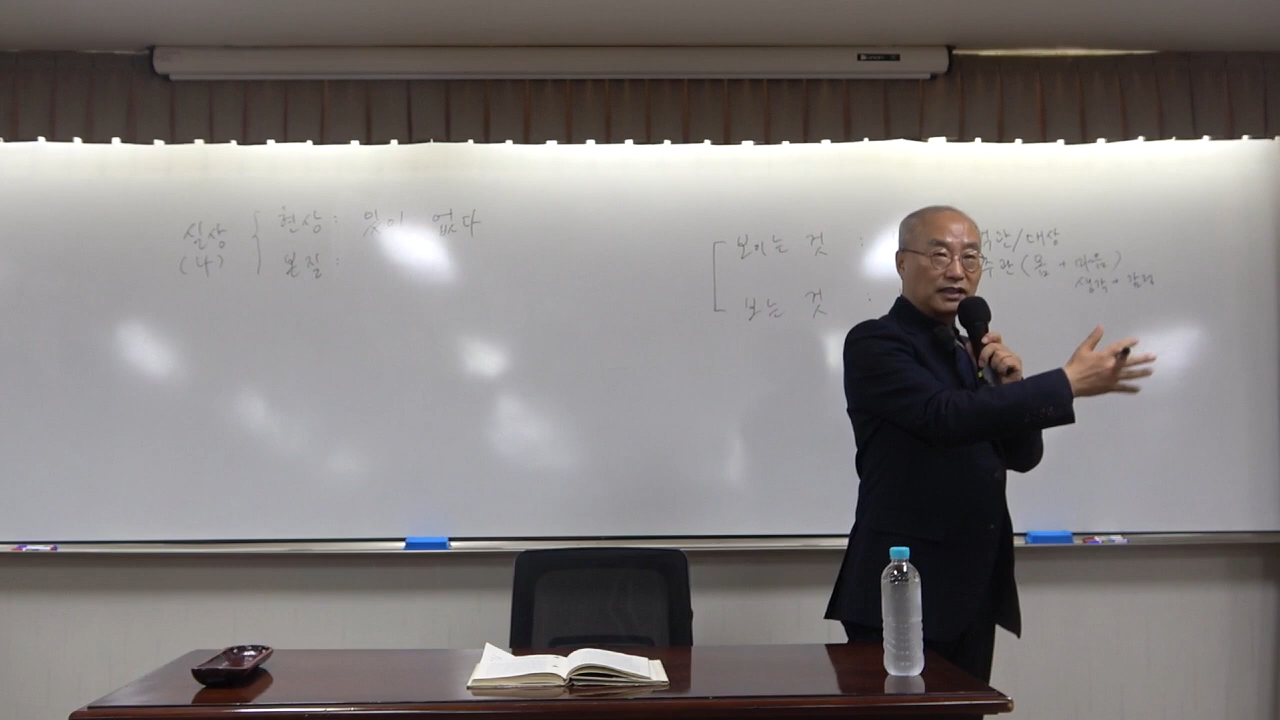 실상 현상: 있이 없다
(나) 본질:
보이는 것 : 객관/대상
주관 (몸 + 마음)
생각 + 감정
보는 것 :